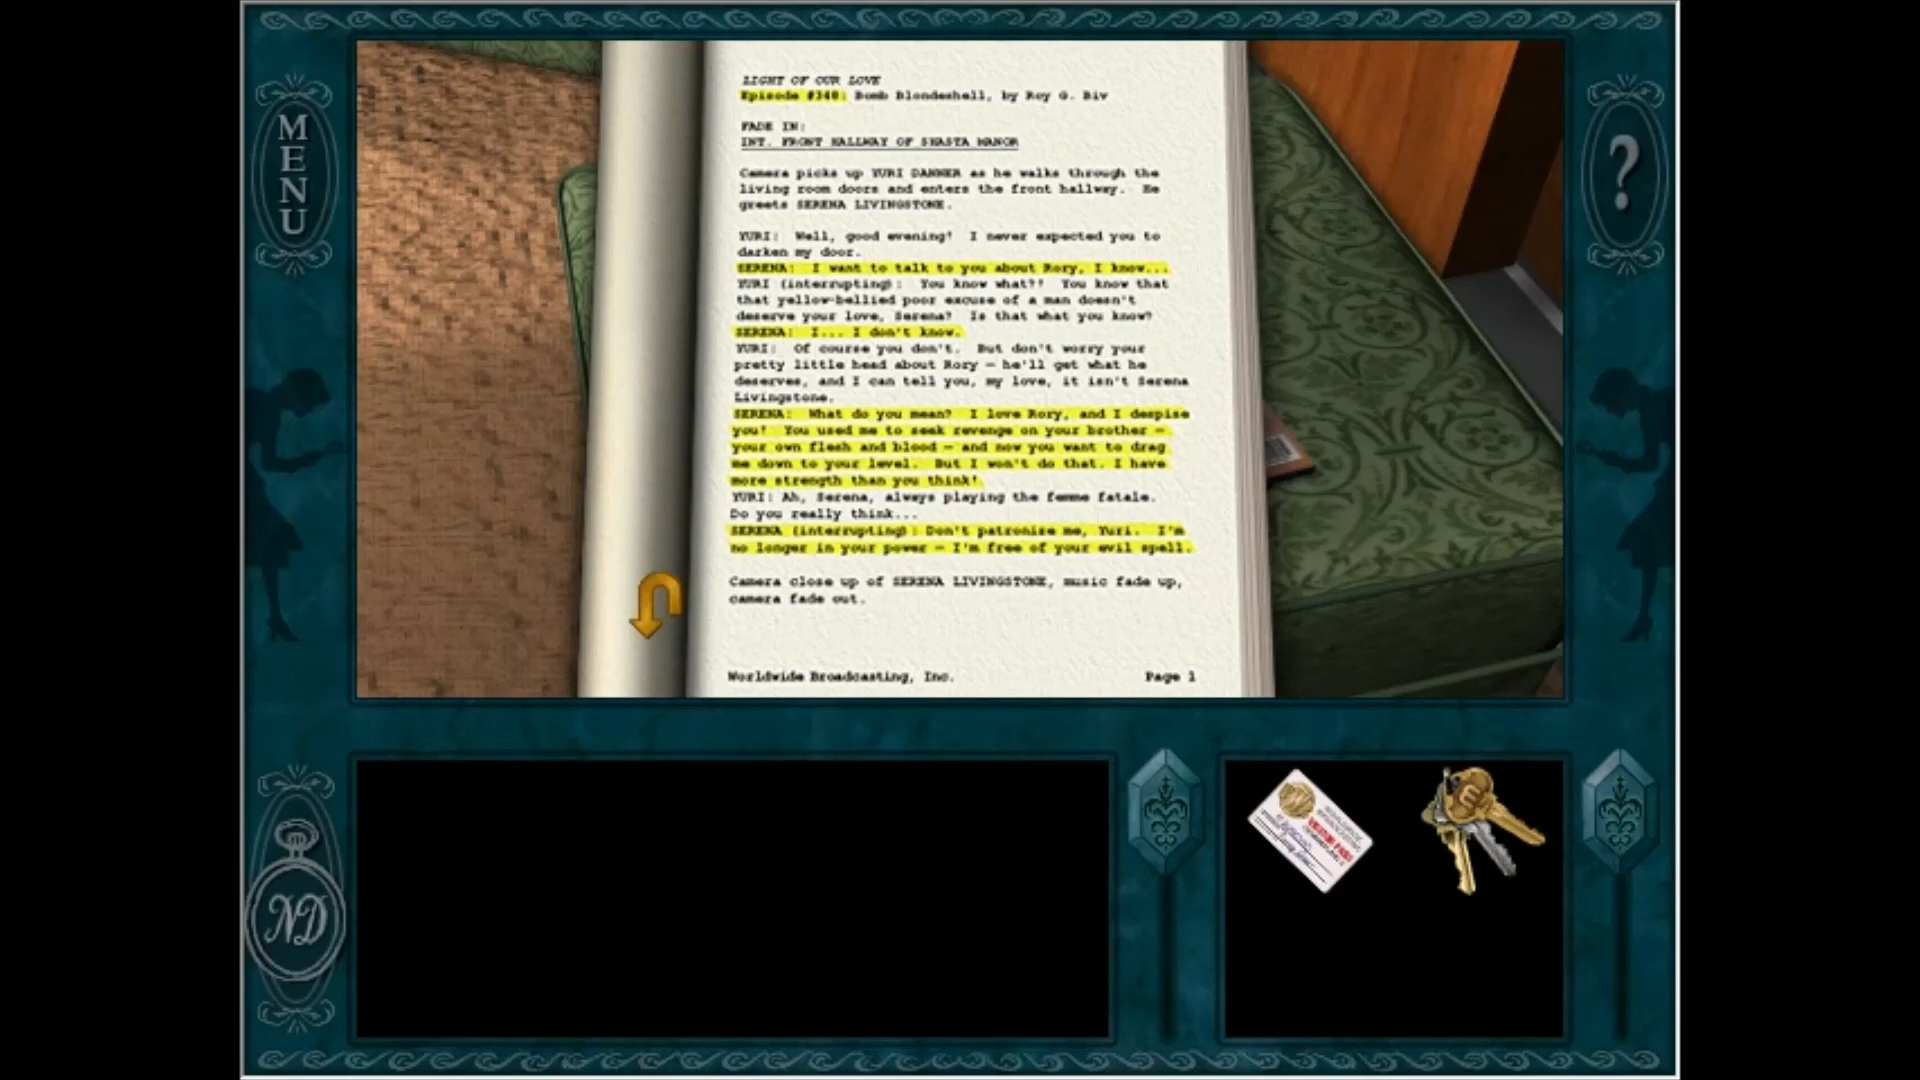 MENU
?
LIGHT OF OUR LOVE
Episode #340: Bomb Blondeshell, by Roy G. Biv
FADE IN:
INT. FRONT HALLWAY OF SHASTA MANOR
Camera picks up YURI DANNER as he walks through the
living room doors and enters the front hallway. He
greets SERENA LIVINGSTONE.
YURI: Well, good evening! I never expected you to
darken my door.
SERENA: I want to talk to you about Rory, I know...
YURI (interrupting): You know what?! You know that
that yellow-bellied poor excuse of a man doesn't
deserve your love, Serena? Is that what you know?
SERENA: I... I don't know.
YURI: Of course you don't. But don't worry your
pretty little head about Rory – he'll get what he
deserves, and I can tell you, my love, it isn't Serena
Livingstone.
SERENA: What do you mean? I love Rory, and I despise
you! You used me to seek revenge on your brother –
your own flesh and blood – and now you want to drag
me down to your level. But I won't do that. I have
more strength than you think!
YURI: Ah, Serena, always playing the femme fatale.
Do you really think...
SERENA (interrupting): Don't patronize me, Yuri. I'm
no longer in your power – I'm free of your evil spell.
Camera close up of SERENA LIVINGSTONE, music fade up,
camera fade out.
Worldwide Broadcasting, Inc. Page 1
ND
W
E